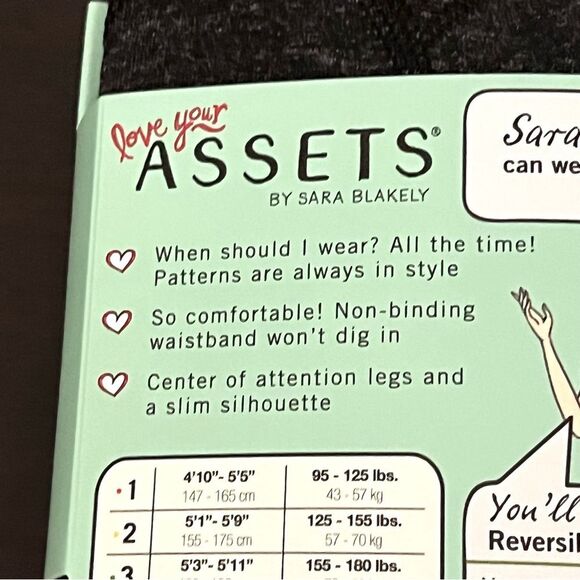 love your
ASSETS®
BY SARA BLAKELY
When should I wear? All the time!
Patterns are always in style
So comfortable! Non-binding
waistband won't dig in
Center of attention legs and
a slim silhouette
1 4'10"- 5'5" 95 - 125 lbs.
147 - 165 cm 43 - 57 kg
2 5'1"- 5'9" 125 - 155 lbs.
155 - 175 cm 57 - 70 kg
3 5'3"- 5'11" 155 - 180 lbs.
Sara
can we
You'll
Reversi